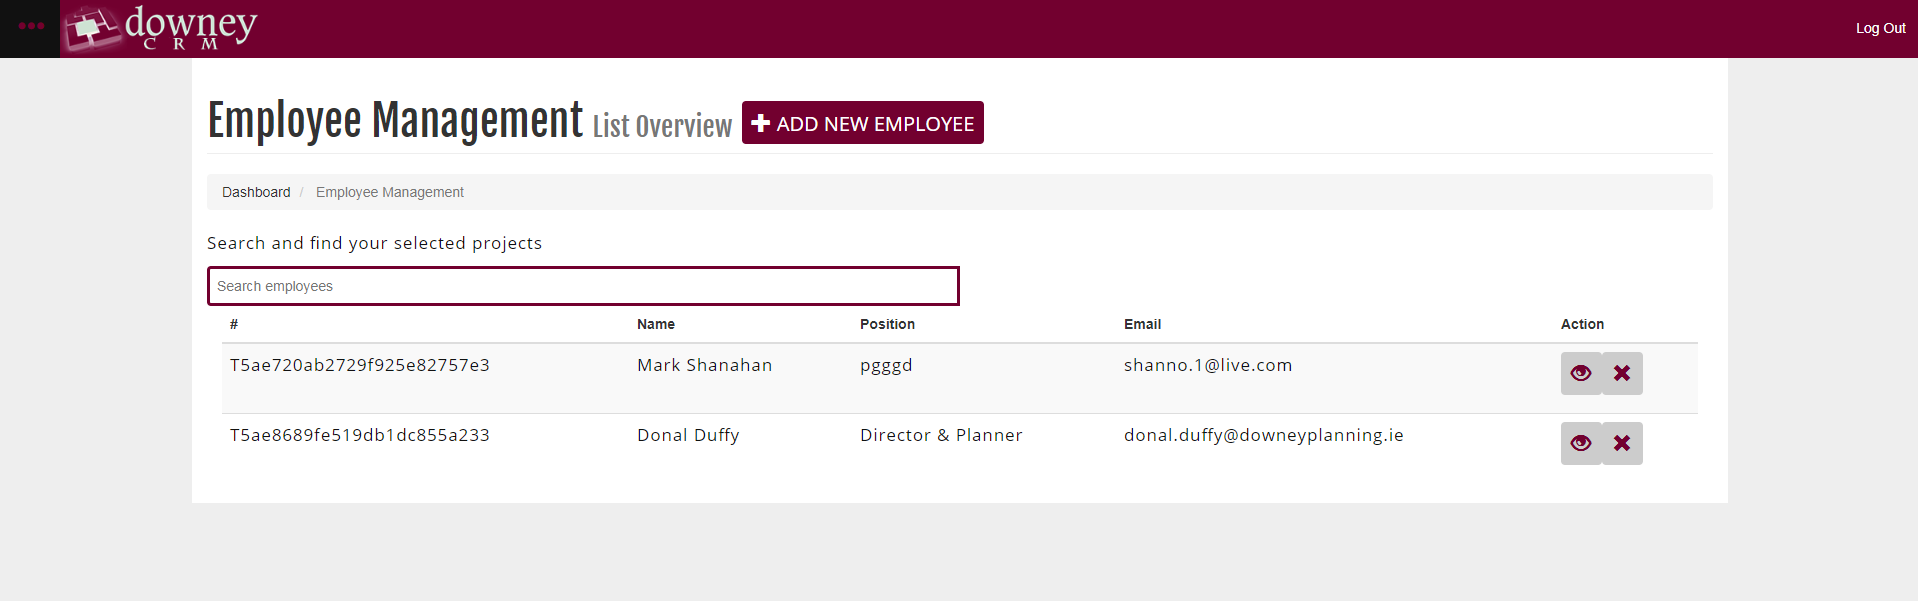 downey
CRM
Log Out
Employee Management List Overview ADD NEW EMPLOYEE
Dashboard / Employee Management
Search and find your selected projects
Search employees
# Name Position Email Action
T5ae720ab2729f925e82757e3 Mark Shanahan pgggd shanno.1@live.com
T5ae8689fe519db1dc855a233 Donal Duffy Director & Planner donal.duffy@downeyplanning.ie